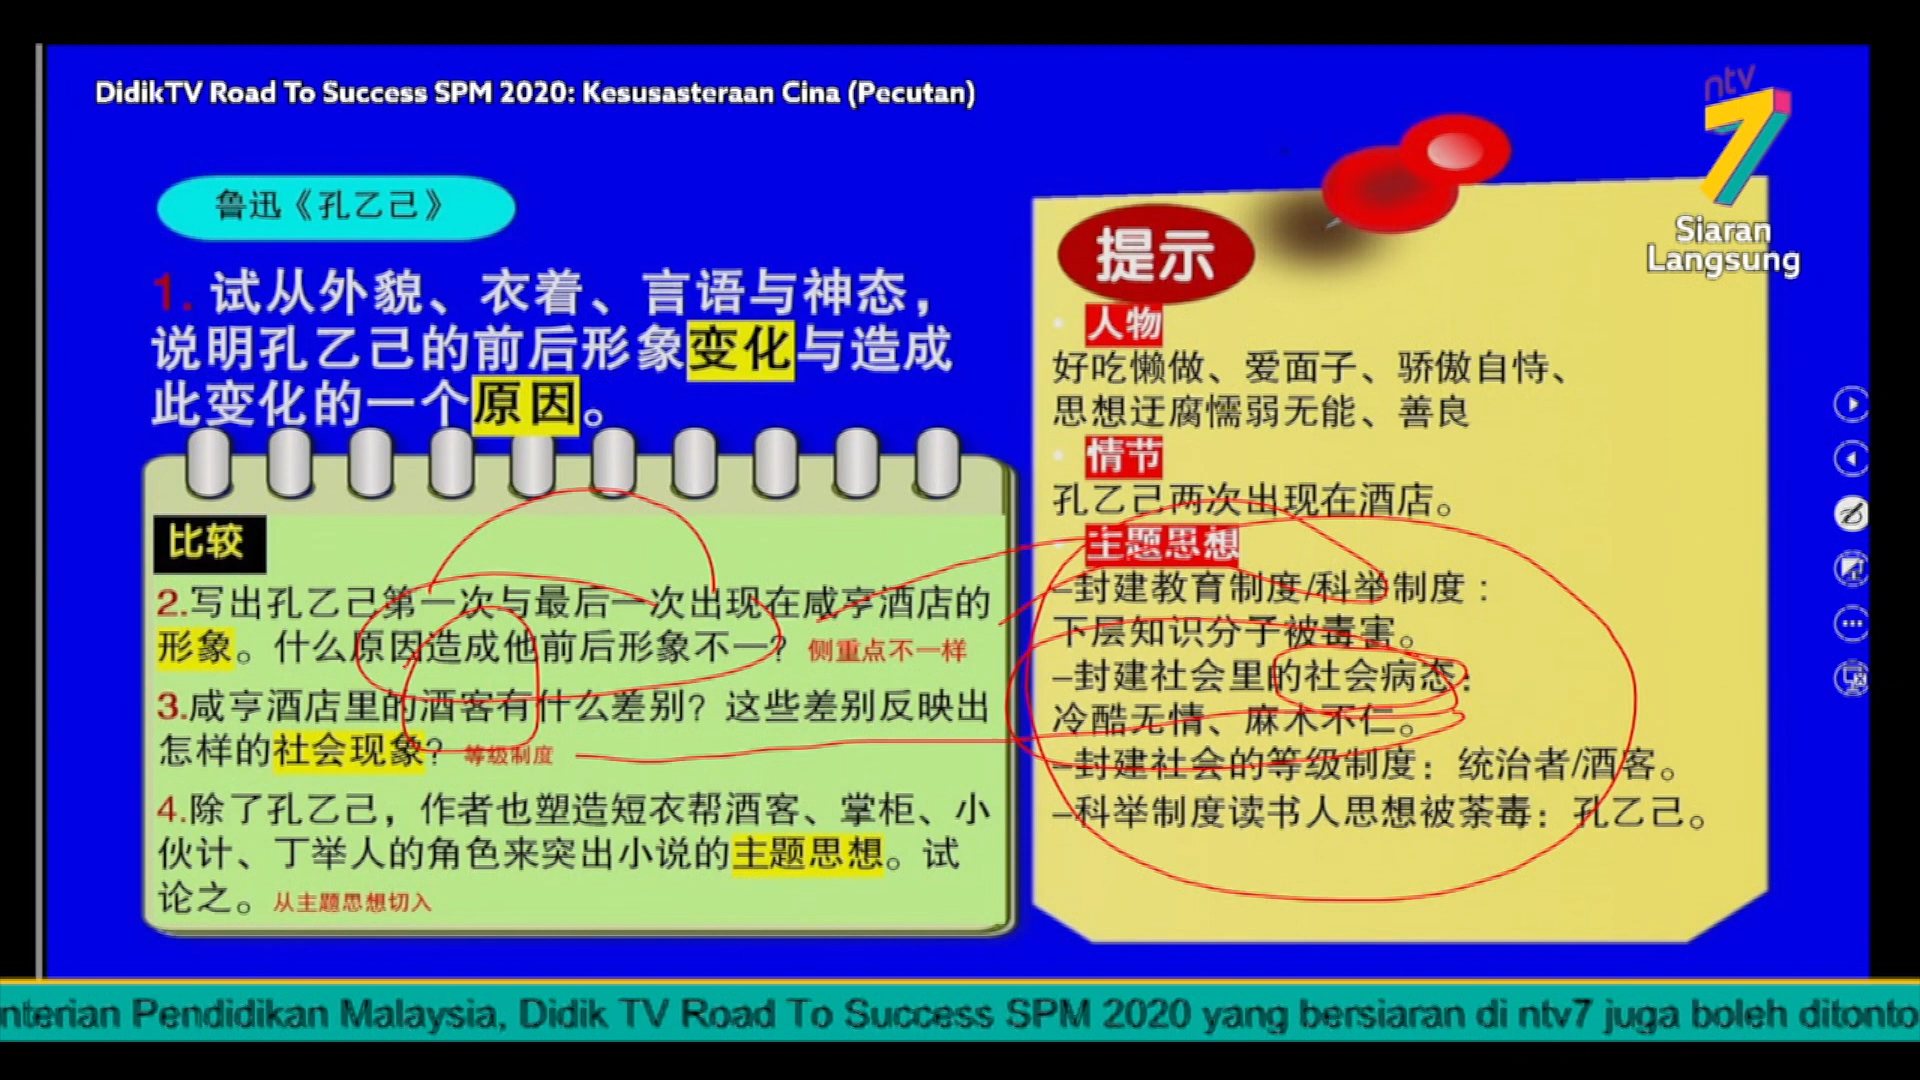 DidikTV Road To Success SPM 2020: Kesusasteraan Cina (Pecutan)
ntv
7
Siaran
Langsung
鲁迅《孔乙己》
1. 试从外貌、衣着、言语与神态，
说明孔乙己的前后形象变化与造成
此变化的一个原因。
比较
2.写出孔乙己第一次与最后一次出现在咸亨酒店的
形象。什么原因造成他前后形象不一？ 侧重点不一样
3.咸亨酒店里的酒客有什么差别？这些差别反映出
怎样的社会现象？ 等级制度
4.除了孔乙己，作者也塑造短衣帮酒客、掌柜、小
伙计、丁举人的角色来突出小说的主题思想。试
论之。 从主题思想切入
提示
• 人物
好吃懒做、爱面子、骄傲自恃、
思想迂腐懦弱无能、善良
• 情节
孔乙己两次出现在酒店。
• 主题思想
–封建教育制度/科举制度：
下层知识分子被毒害。
–封建社会里的社会病态：
冷酷无情、麻木不仁。
–封建社会的等级制度：统治者/酒客。
–科举制度读书人思想被荼毒：孔乙己。
nterian Pendidikan Malaysia, Didik TV Road To Success SPM 2020 yang bersiaran di ntv7 juga boleh ditonto